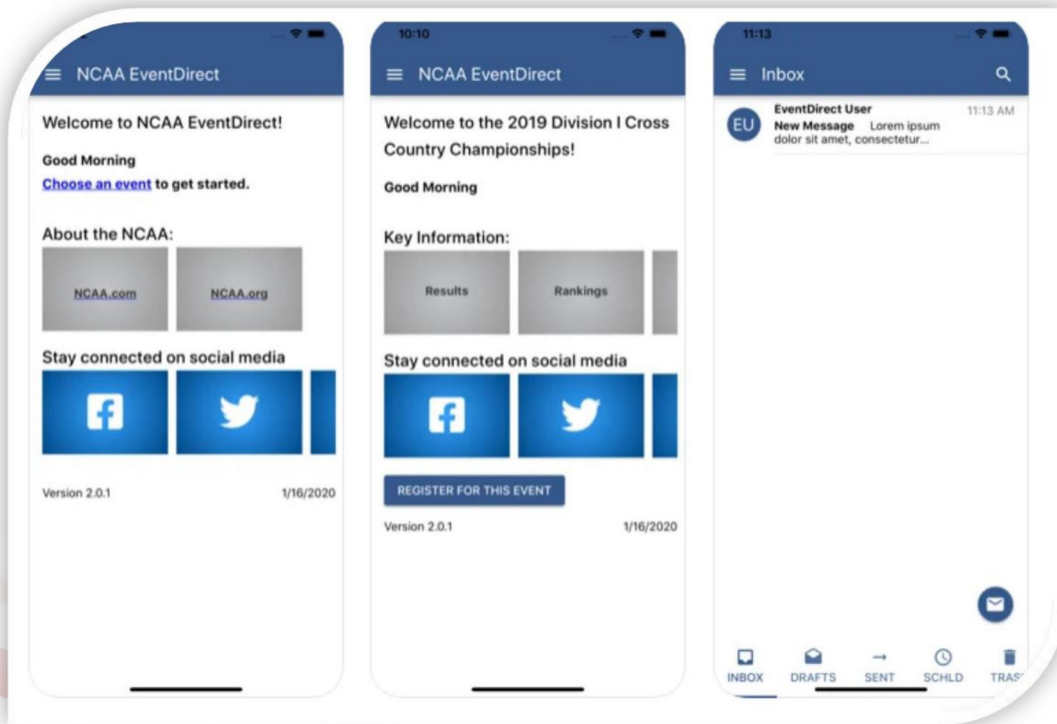 NCAA EventDirect
Welcome to NCAA EventDirect!
Good Morning
Choose an event to get started.
About the NCAA:
NCAA.com NCAA.org
Stay connected on social media
Version 2.0.1 1/16/2020
10:10
NCAA EventDirect
Welcome to the 2019 Division I Cross
Country Championships!
Good Morning
Key Information:
Results Rankings
Stay connected on social media
REGISTER FOR THIS EVENT
Version 2.0.1 1/16/2020
11:13
Inbox
EU
EventDirect User 11:13 AM
New Message Lorem ipsum
dolor sit amet, consectetur...
INBOX DRAFTS SENT SCHLD TRAS